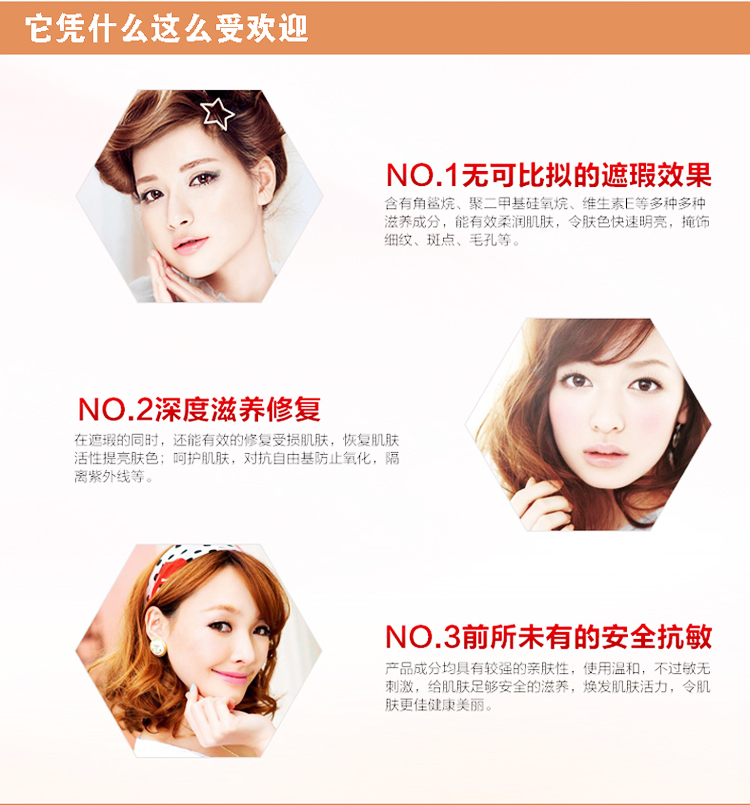 它凭什么这么受欢迎
NO.1无可比拟的遮瑕效果
含有角鲨烷、聚二甲基硅氧烷、维生素E等多种多种
滋养成分，能有效柔润肌肤，令肤色快速明亮，掩饰
细纹、斑点、毛孔等。
NO.2深度滋养修复
在遮瑕的同时，还能有效的修复受损肌肤，恢复肌肤
活性提亮肤色；呵护肌肤，对抗自由基防止氧化，隔
离紫外线等。
NO.3前所未有的安全抗敏
产品成分均具有较强的亲肤性，使用温和，不过敏无
刺激，给肌肤足够安全的滋养，焕发肌肤活力，令肌
肤更佳健康美丽。